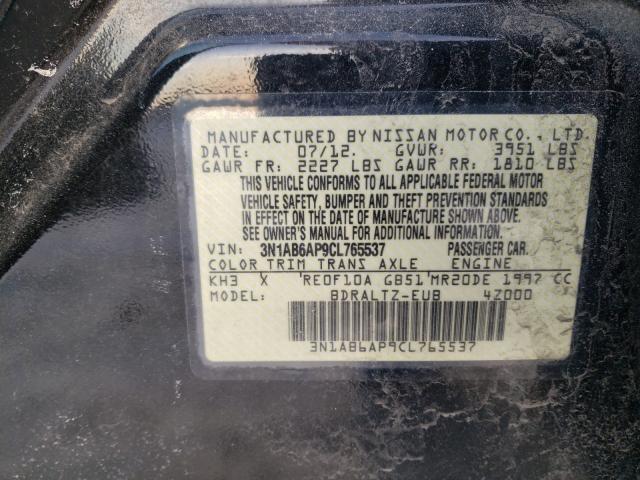 MANUFACTURED BY NISSAN MOTOR CO., LTD.
DATE: 07/12. GVWR: 3951 LBS
GAWR FR: 2227 LBS GAWR RR: 1810 LBS
THIS VEHICLE CONFORMS TO ALL APPLICABLE FEDERAL MOTOR
VEHICLE SAFETY, BUMPER AND THEFT PREVENTION STANDARDS
IN EFFECT ON THE DATE OF MANUFACTURE SHOWN ABOVE.
SEE OWNER'S MANUAL FOR ADDITIONAL INFORMATION.
VIN: 3N1AB6AP9CL765537 PASSENGER CAR.
COLOR TRIM TRANS AXLE ENGINE
KH3 X 'RE0F10A GB51'MR20DE 1997 CC
MODEL: BDRALTZ-EUB 4Z000
3N1AB6AP9CL765537